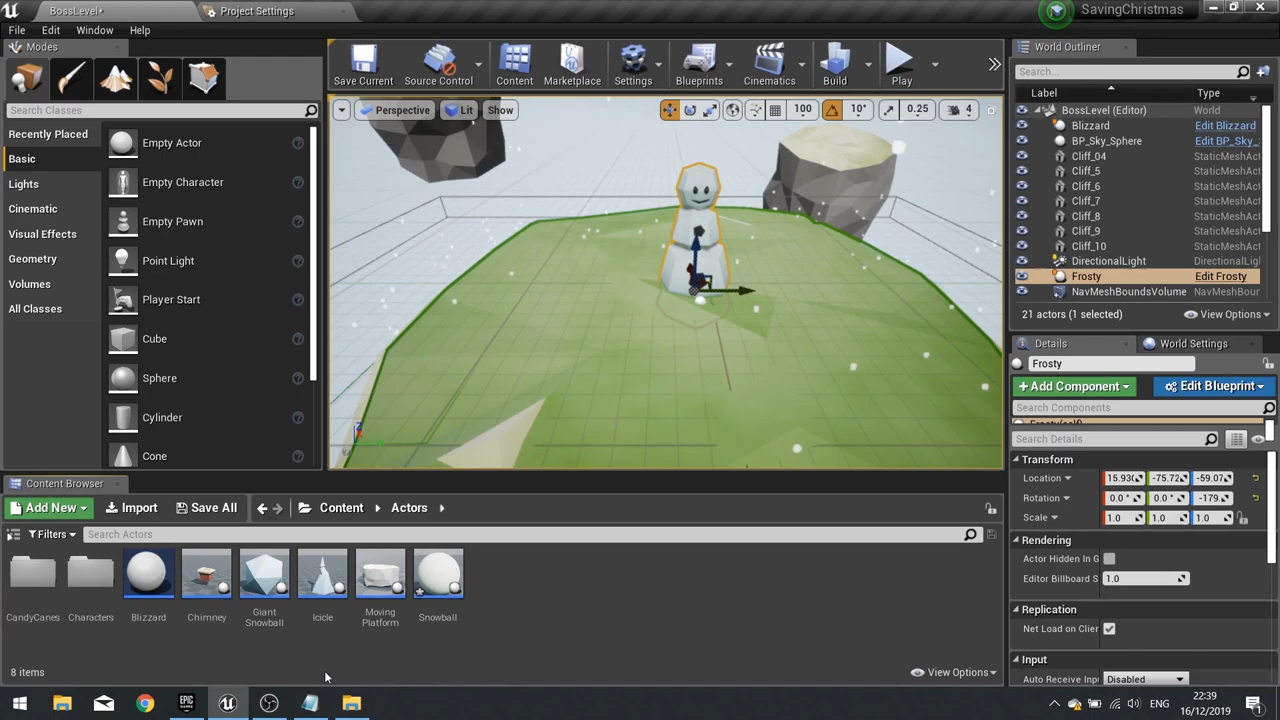 BossLevel*
Project Settings
SavingChristmas
File Edit Window Help
Modes
Search Classes
Recently Placed
Basic
Lights
Cinematic
Visual Effects
Geometry
Volumes
All Classes
Empty Actor
Empty Character
Empty Pawn
Point Light
Player Start
Cube
Sphere
Cylinder
Cone
Save Current
Source Control
Content
Marketplace
Settings
Blueprints
Cinematics
Build
Play
Perspective
Lit
Show
100
10°
0.25
4
World Outliner
Search...
Label
Type
BossLevel (Editor) World
Blizzard Edit Blizzard
BP_Sky_Sphere Edit BP_Sky_
Cliff_04 StaticMeshAct
Cliff_5 StaticMeshAct
Cliff_6 StaticMeshAct
Cliff_7 StaticMeshAct
Cliff_8 StaticMeshAct
Cliff_9 StaticMeshAct
Cliff_10 StaticMeshAct
DirectionalLight DirectionalLigh
Frosty Edit Frosty
NavMeshBoundsVolume NavMeshBour
21 actors (1 selected)
View Options
Details
World Settings
Frosty
+Add Component
Edit Blueprint
Search Components
Search Details
Transform
Location 15.930 -75.72 -59.07
Rotation 0.0 ° 0.0 ° -179.
Scale 1.0 1.0 1.0
Rendering
Actor Hidden In G
Editor Billboard S 1.0
Replication
Net Load on Clien
Input
Auto Receive Inpu Disabled
Content Browser
Add New
Import
Save All
Content
Actors
Filters
Search Actors
CandyCanes
Characters
Blizzard
Chimney
Giant
Snowball
Icicle
Moving
Platform
Snowball
8 items
View Options
ENG
22:39
16/12/2019